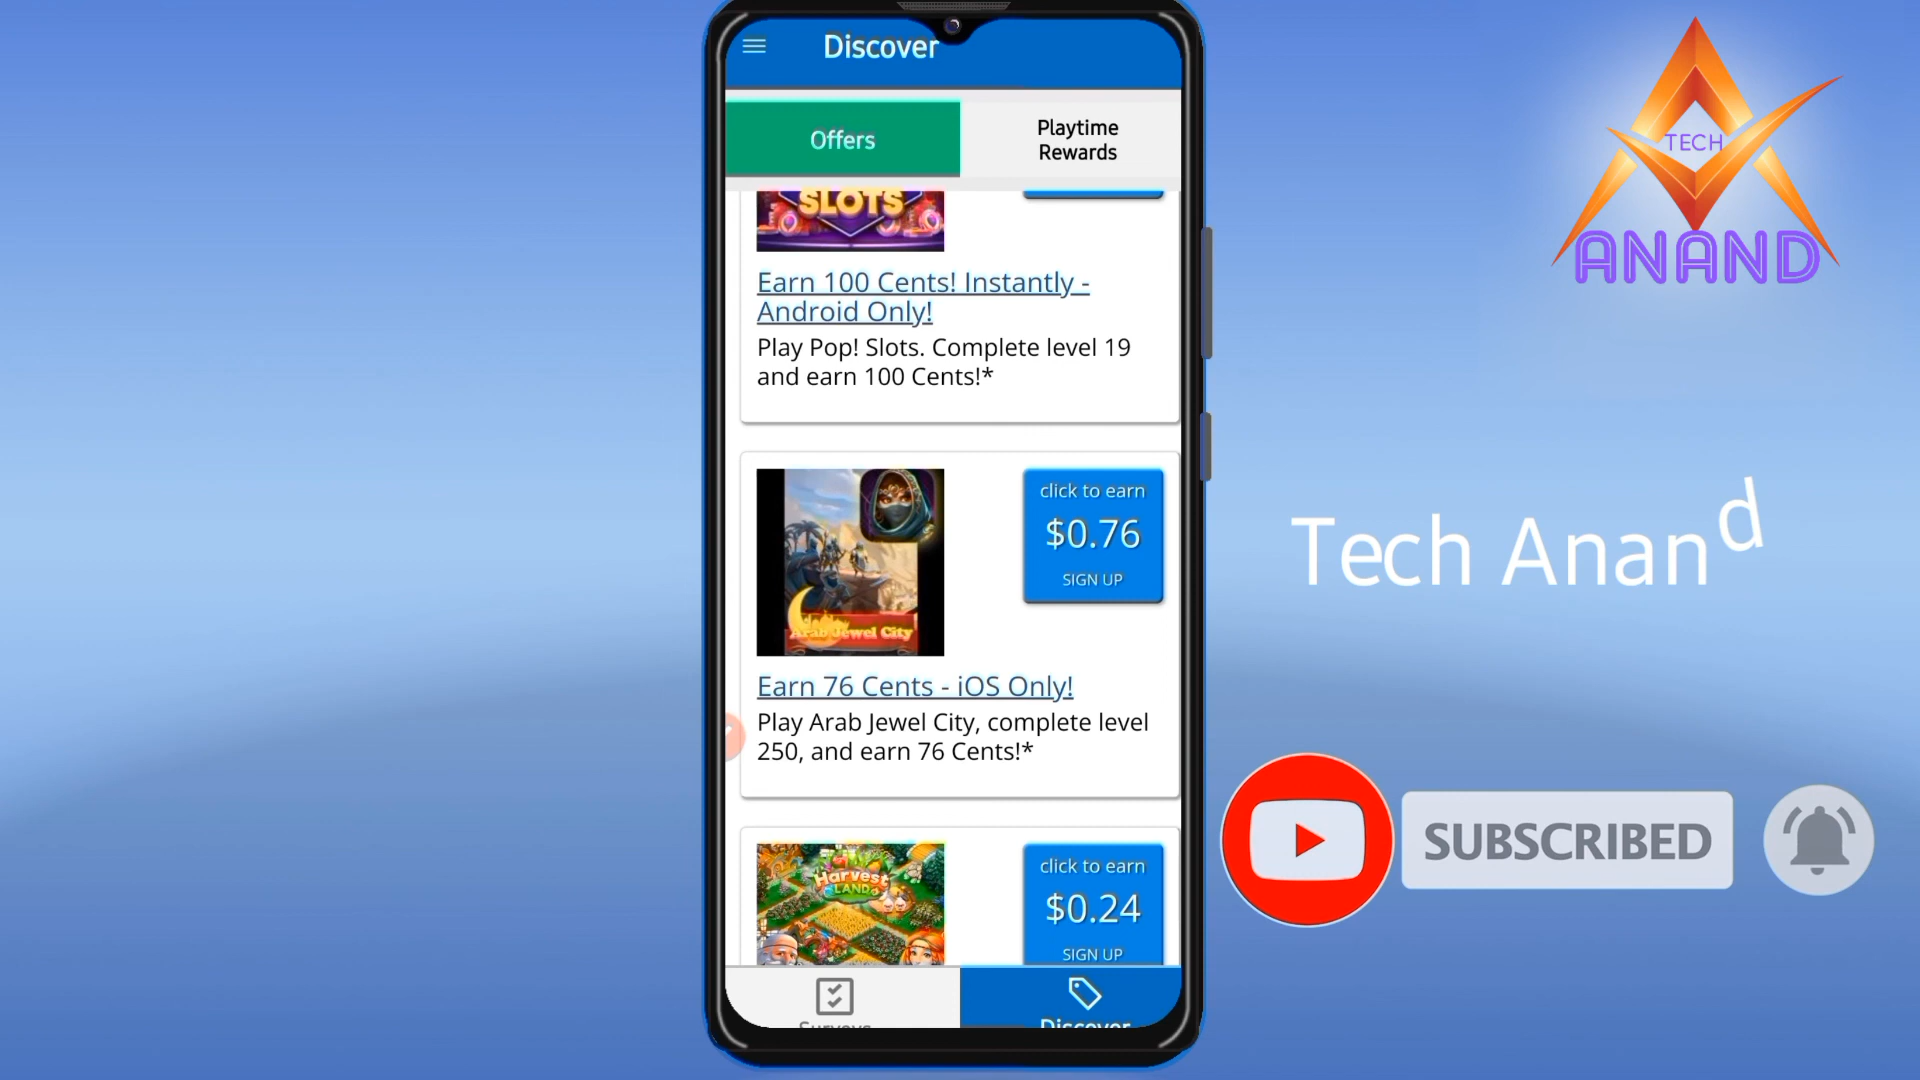 Discover
Offers
Playtime
Rewards
SLOTS
Earn 100 Cents! Instantly -
Android Only!
Play Pop! Slots. Complete level 19
and earn 100 Cents!*
click to earn
$0.76
SIGN UP
Arab Jewel City
Earn 76 Cents - iOS Only!
Play Arab Jewel City, complete level
250, and earn 76 Cents!*
Harvest
LAND
click to earn
$0.24
SIGN UP
Surveys
Discover
TECH
ANAND
Tech Anand
SUBSCRIBED